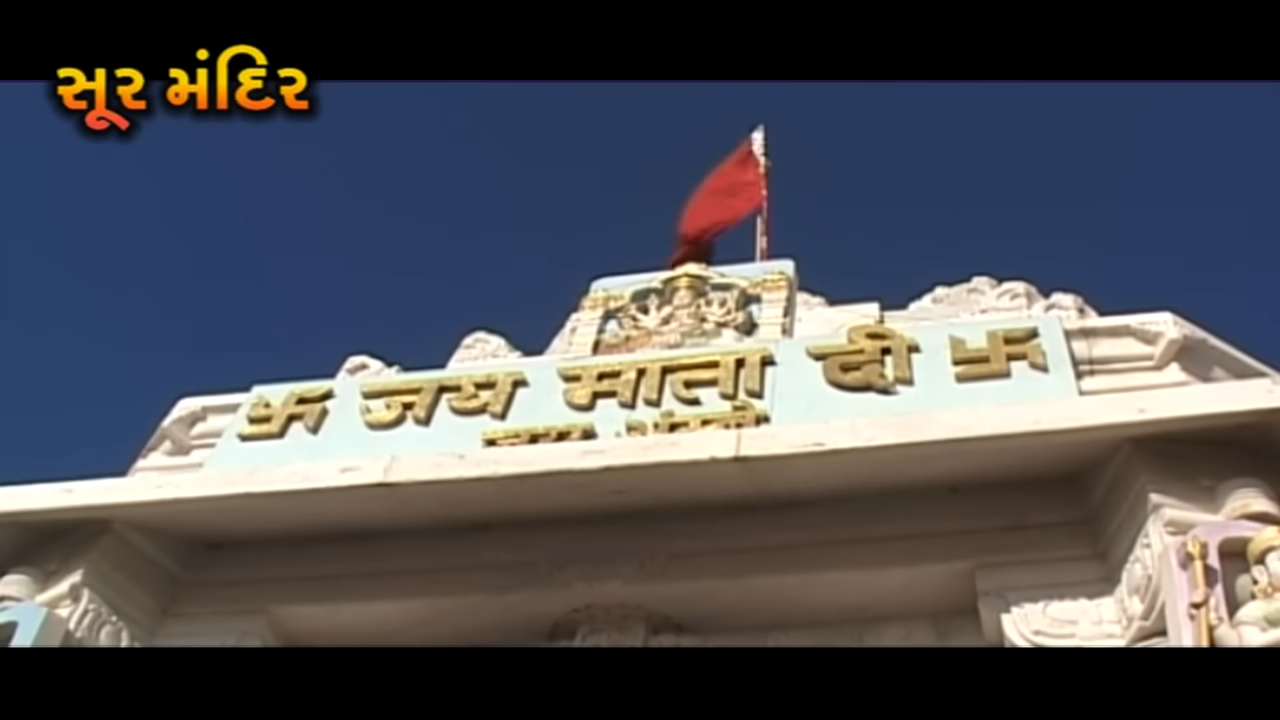 સૂર મંદિર
卐 जय माता दी 卐